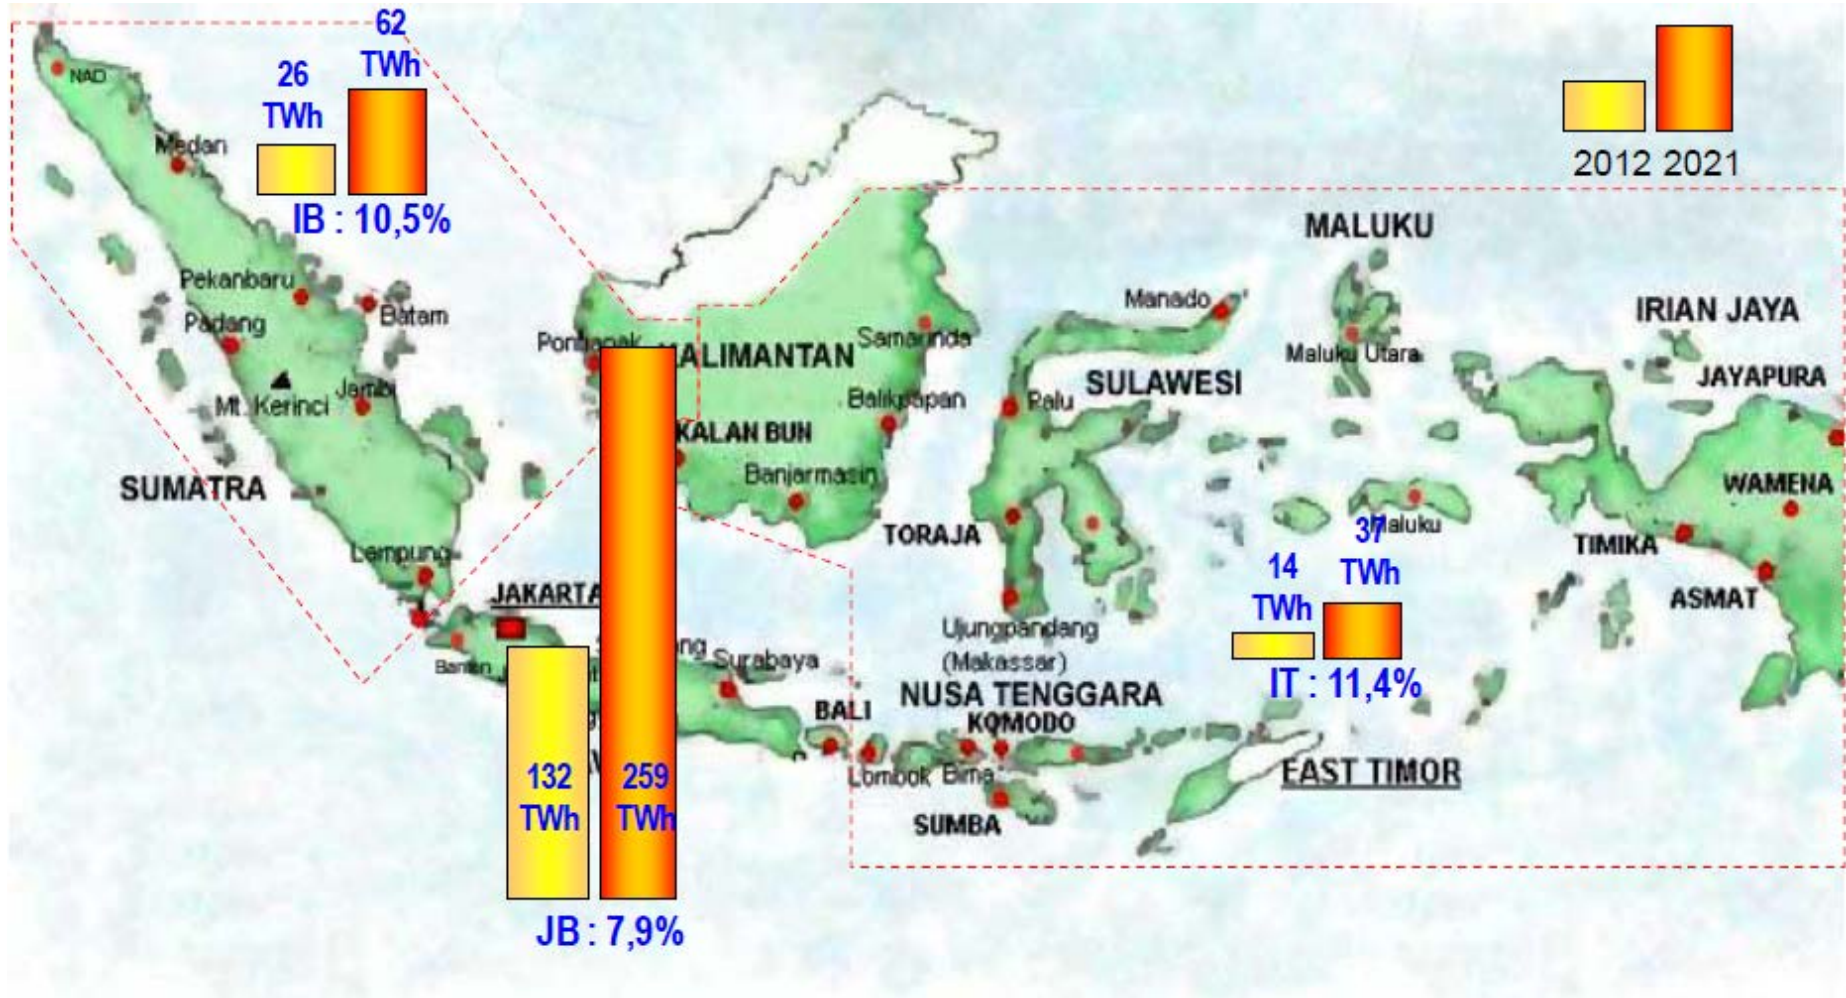 62
TWh
26
TWh
NAD
Medan
IB : 10,5%
2012 2021
MALUKU
Pekanbaru
Batam
Padang
Manado
IRIAN JAYA
Samarinda
Maluku Utara
JAYAPURA
SULAWESI
Mt. Kerinci
Jambi
Balikpapan
Palu
KALAN BUN
Banjarmasin
SUMATRA
WAMENA
TORAJA
Maluku
TIMIKA
37
TWh
14
TWh
Lampung
JAKARTA
ASMAT
Ujungpandang
(Makassar)
Surabaya
IT : 11,4%
NUSA TENGGARA
BALI
KOMODO
Lombok
Bima
EAST TIMOR
SUMBA
132
TWh
259
TWh
JB : 7,9%